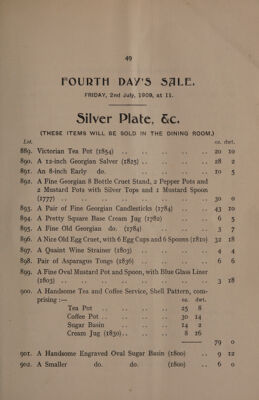 49
FOURTH DAY'S SALE.
FRIDAY, 2nd July, 1909, at 11.
Silver Plate, &c.
(THESE ITEMS WILL BE SOLD IN THE DINING ROOM.)
Lot. oz. dwt.
889. Victorian Tea Pot (1854) .. .. .. .. 20 10
890. A 12-inch Georgian Salver (1825) .. .. .. 28 2
891. An 8-inch Early do. .. .. .. 10 5
892. A Fine Georgian 8 Bottle Cruet Stand, 2 Pepper Pots and
2 Mustard Pots with Silver Tops and 2 Mustard Spoon
(1777) .. .. .. .. .. .. 30 0
893. A Pair of Fine Georgian Candlesticks (1784) .. .. 43 10
894. A Pretty Square Base Cream Jug (1782) .. .. 6 5
895. A Fine Old Georgian do. (1784) .. .. .. 3 7
896. A Nice Old Egg Cruet, with 6 Egg Cups and 6 Spoons (1810) 32 18
897. A Quaint Wine Strainer (1803) .. .. .. 4 4
898. Pair of Asparagus Tongs (1836) .. .. .. 6 6
899. A Fine Oval Mustard Pot and Spoon, with Blue Glass Liner
(1803) .. .. .. .. .. .. 3 18
900. A Handsome Tea and Coffee Service, Shell Pattern, com-
prising :— oz. dwt.
Tea Pot .. .. .. 25 8
Coffee Pot .. .. .. 30 14
Sugar Basin .. .. 14 2
Cream Jug (1830) .. .. 8 16
79 0
901. A Handsome Engraved Oval Sugar Basin (1800) .. 9 12
902. A Smaller do. do. (1800) .. 6 0